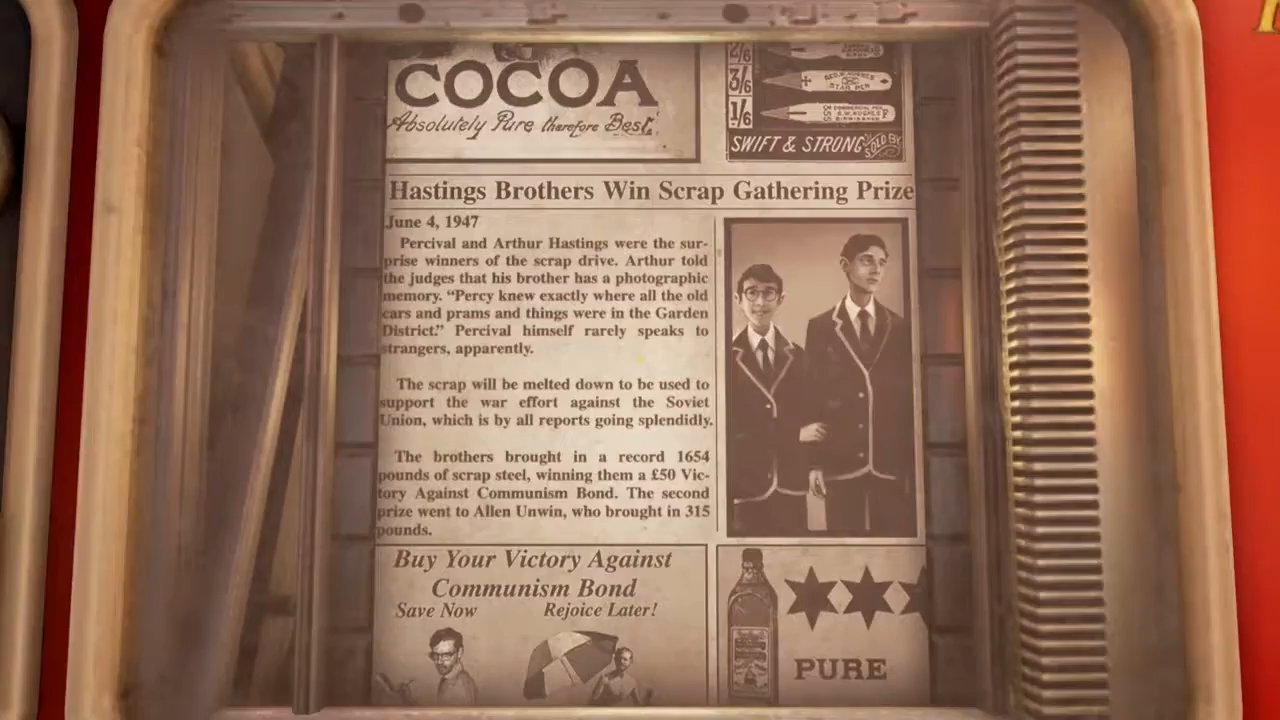 COCOA
Absolutely Pure therefore Best.
2/6
3/6
1/6
STAR PEN
SWIFT & STRONG
SOLD BY
Hastings Brothers Win Scrap Gathering Prize
June 4, 1947
Percival and Arthur Hastings were the sur-
prise winners of the scrap drive. Arthur told
the judges that his brother has a photographic
memory. “Percy knew exactly where all the old
cars and prams and things were in the Garden
District.” Percival himself rarely speaks to
strangers, apparently.
The scrap will be melted down to be used to
support the war effort against the Soviet
Union, which is by all reports going splendidly.
The brothers brought in a record 1654
pounds of scrap steel, winning them a £50 Vic-
tory Against Communism Bond. The second
prize went to Allen Unwin, who brought in 315
pounds.
Buy Your Victory Against
Communism Bond
Save Now Rejoice Later!
PURE